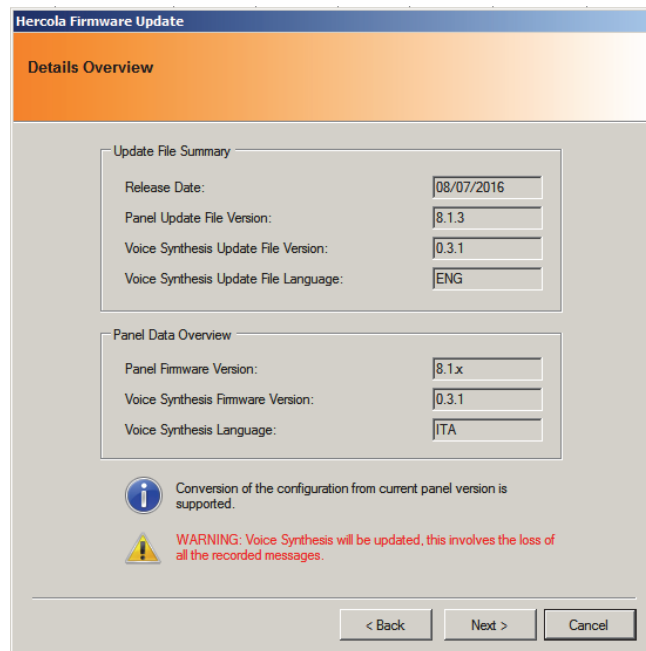 Hercola Firmware Update
Details Overview
Update File Summary
Release Date: 08/07/2016
Panel Update File Version: 8.1.3
Voice Synthesis Update File Version: 0.3.1
Voice Synthesis Update File Language: ENG
Panel Data Overview
Panel Firmware Version: 8.1.x
Voice Synthesis Firmware Version: 0.3.1
Voice Synthesis Language: ITA
Conversion of the configuration from current panel version is
supported.
WARNING: Voice Synthesis will be updated, this involves the loss of
all the recorded messages.
< Back Next > Cancel